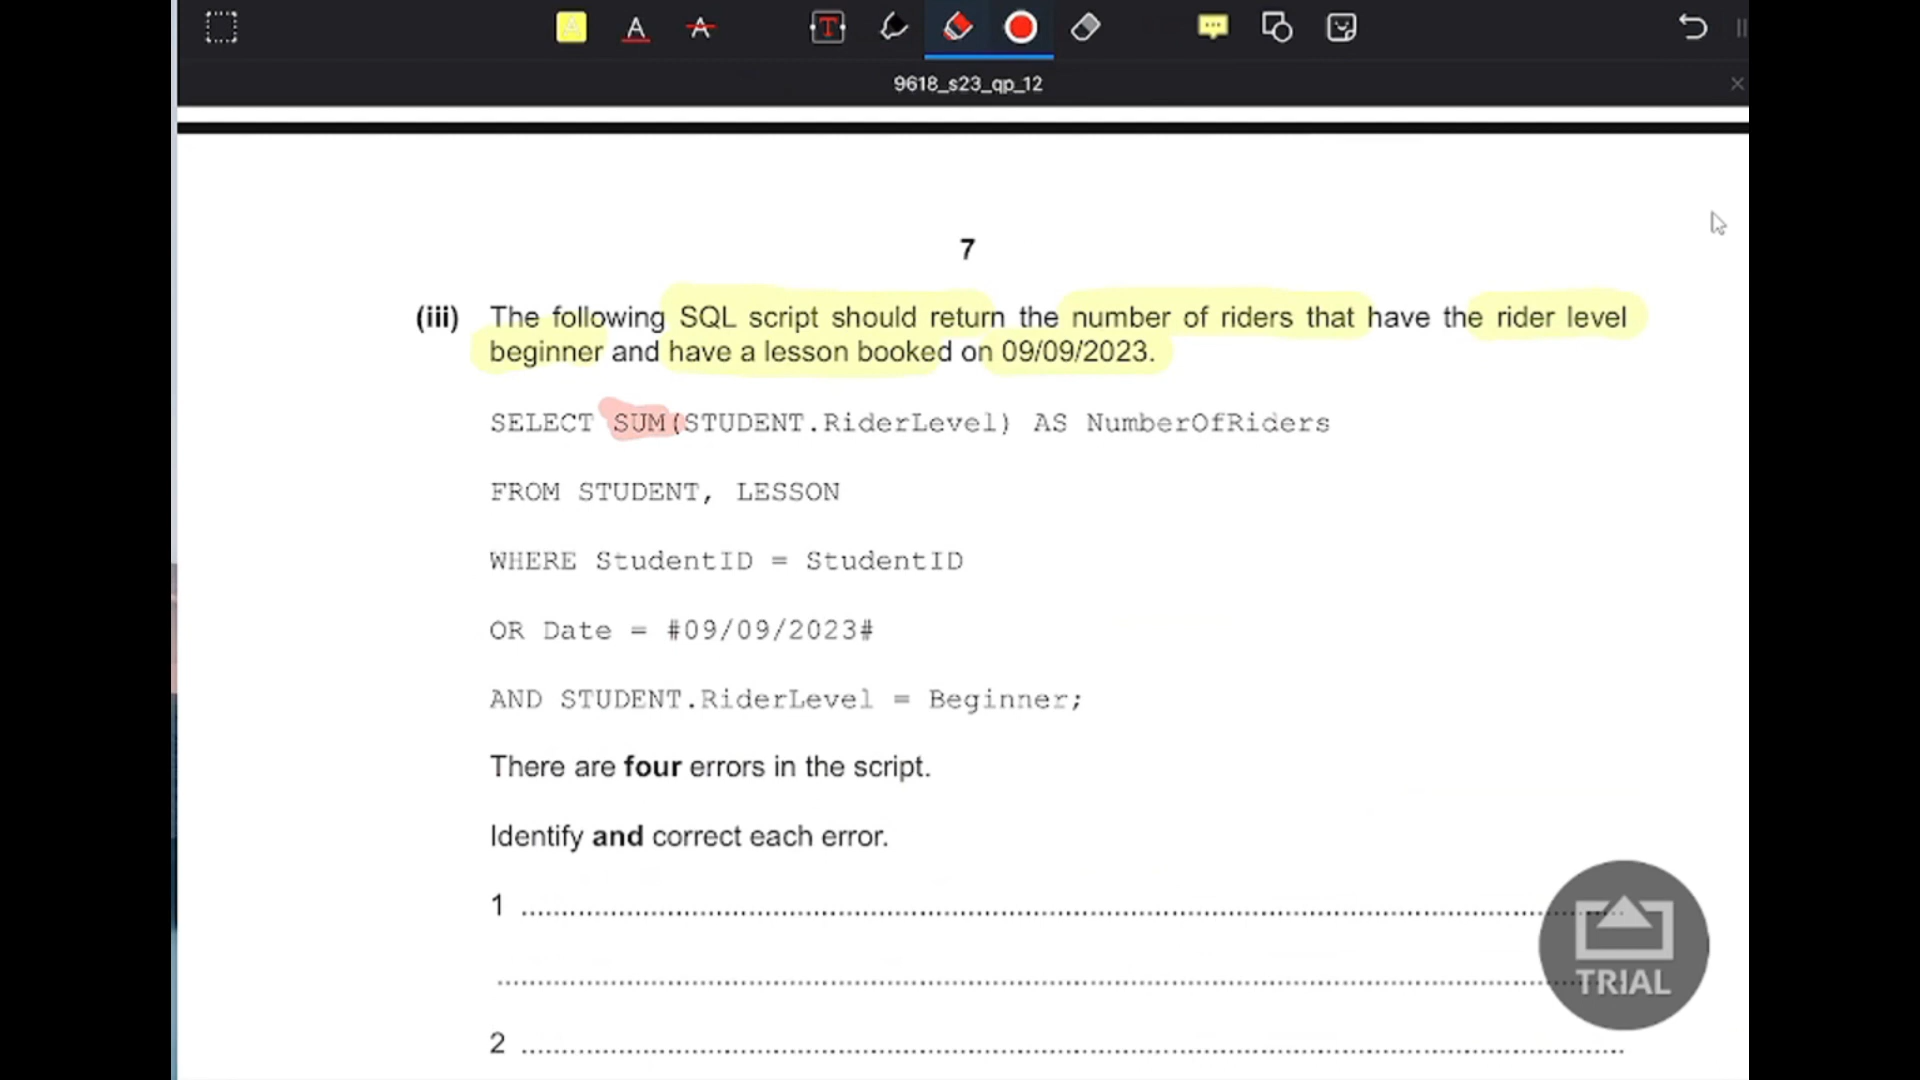 A A A T
9618_s23_qp_12
7
(iii) The following SQL script should return the number of riders that have the rider level
beginner and have a lesson booked on 09/09/2023.
SELECT SUM(STUDENT.RiderLevel) AS NumberOfRiders
FROM STUDENT, LESSON
WHERE StudentID = StudentID
OR Date = #09/09/2023#
AND STUDENT.RiderLevel = Beginner;
There are four errors in the script.
Identify and correct each error.
1 ................................................................
................................................................
TRIAL
2 ................................................................